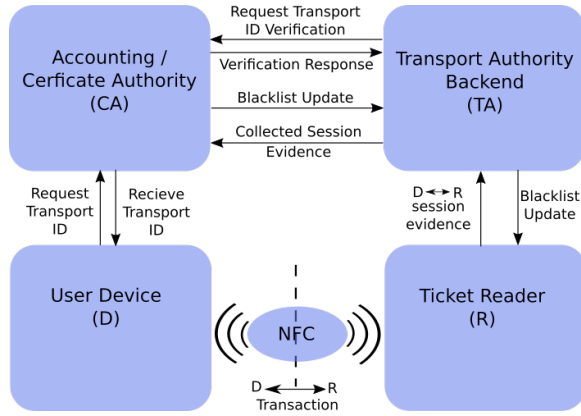 Request Transport
ID Verification
Verification Response
Blacklist Update
Collected Session
Evidence
Accounting /
Cerficate Authority
(CA)
Transport Authority
Backend
(TA)
Request
Transport
ID
Recieve
Transport
ID
D ↔ R
session
evidence
Blacklist
Update
User Device
(D)
NFC
Ticket Reader
(R)
D ↔ R
Transaction